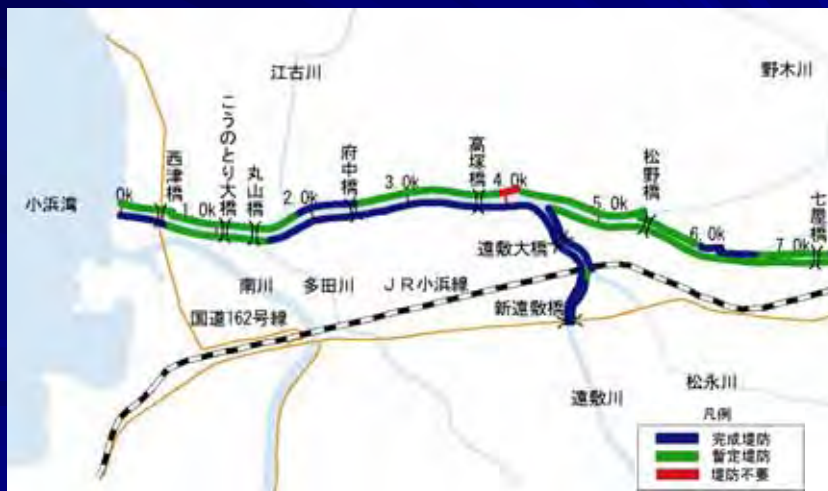 江古川
野木川
西津橋
こうのとり大橋
丸山橋
府中橋
高塚橋
松野橋
七屋橋
小浜湾
0k
1.0k
2.0k
3.0k
4.0k
5.0k
6.0k
7.0k
遠敷大橋
南川
多田川
JR小浜線
国道162号線
新遠敷橋
松永川
遠敷川
凡例
完成堤防
暫定堤防
堤防不要